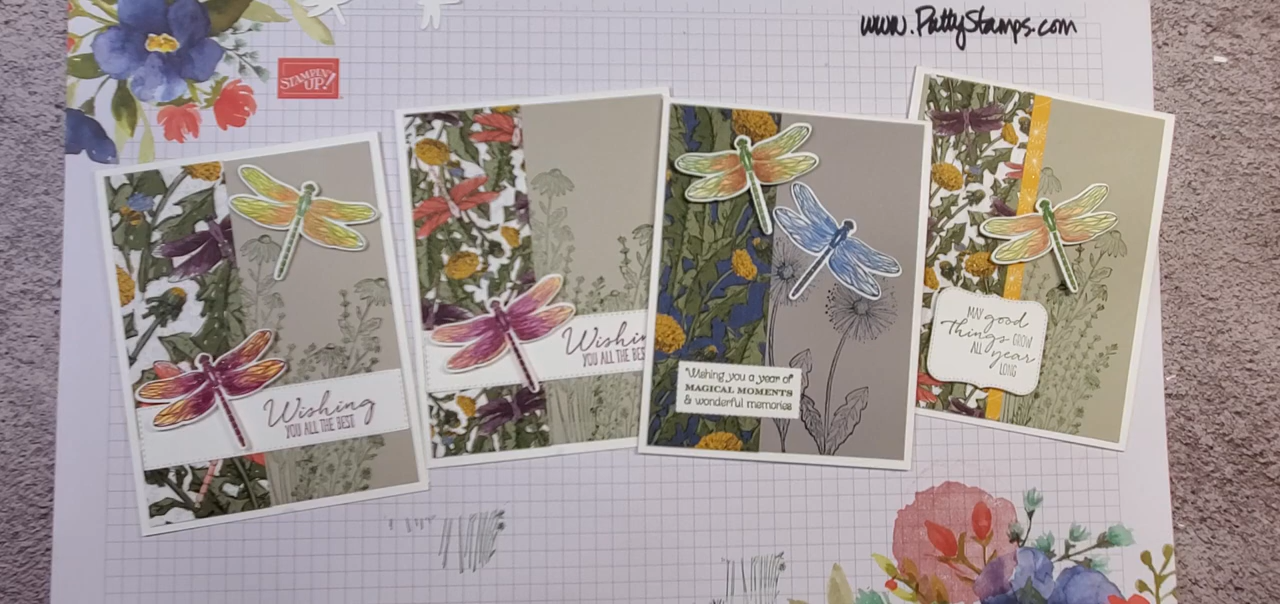 www.PattyStamps.com
STAMPIN'
UP!
Wishing
YOU ALL THE BEST
Wishing
YOU ALL THE BES
Wishing you a year of
MAGICAL MOMENTS
& wonderful memories
MAY good
Things GROW
ALL year
LONG